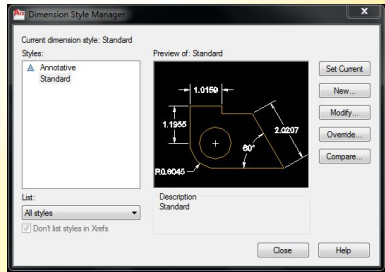 Dimension Style Manager
Current dimension style: Standard
Styles:
Annotative
Standard
Preview of: Standard
1.0159
1.1955
2.0207
60°
R0.8045
Set Current
New...
Modify...
Override...
Compare...
List:
All styles
Don't list styles in Xrefs
Description
Standard
Close
Help